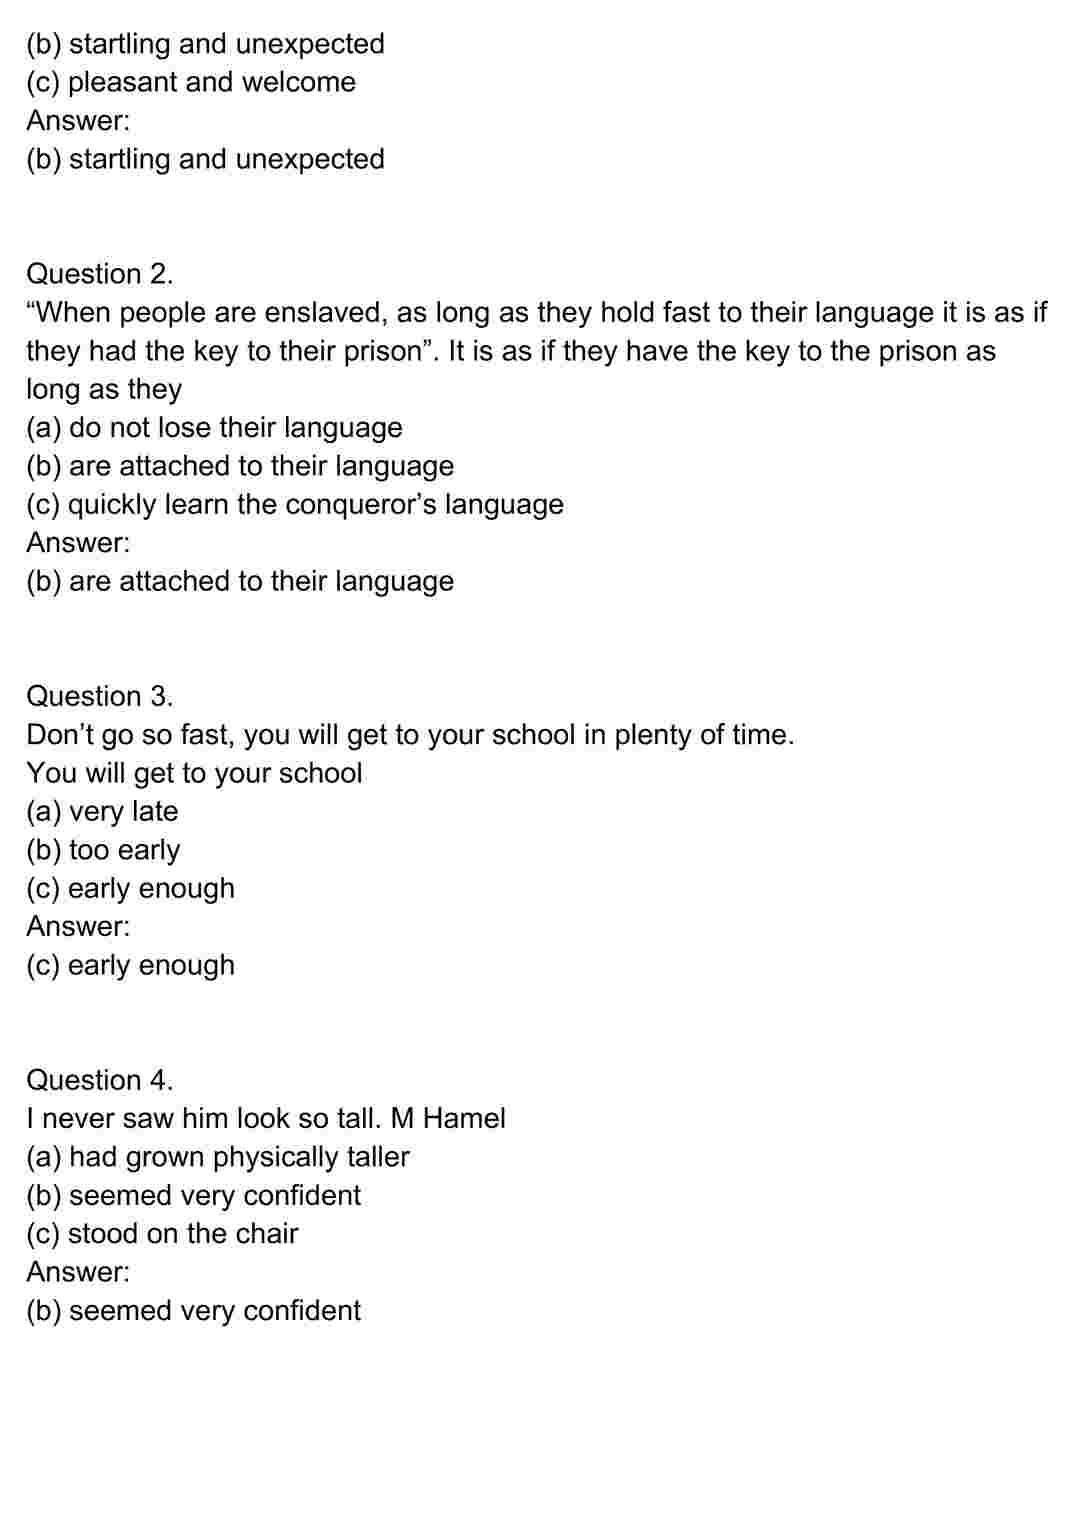 (b) startling and unexpected
(c) pleasant and welcome
Answer:
(b) startling and unexpected
Question 2.
“When people are enslaved, as long as they hold fast to their language it is as if
they had the key to their prison”. It is as if they have the key to the prison as
long as they
(a) do not lose their language
(b) are attached to their language
(c) quickly learn the conqueror’s language
Answer:
(b) are attached to their language
Question 3.
Don’t go so fast, you will get to your school in plenty of time.
You will get to your school
(a) very late
(b) too early
(c) early enough
Answer:
(c) early enough
Question 4.
I never saw him look so tall. M Hamel
(a) had grown physically taller
(b) seemed very confident
(c) stood on the chair
Answer:
(b) seemed very confident